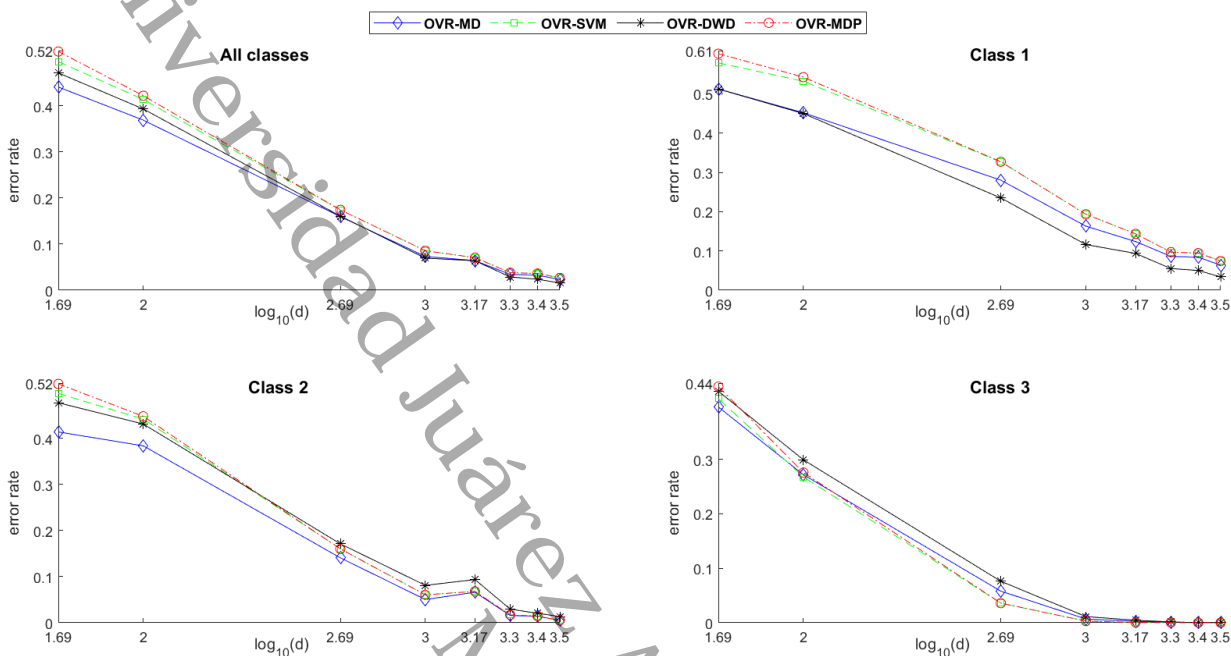 OVR-MD OVR-SVM OVR-DWD OVR-MDP
All classes
0.52
0.4
0.3
0.2
0.1
0
error rate
1.69 2 2.69 3 3.17 3.3 3.4 3.5
log10(d)
Class 1
0.61
0.5
0.4
0.3
0.2
0.1
0
error rate
1.69 2 2.69 3 3.17 3.3 3.4 3.5
log10(d)
Class 2
0.52
0.4
0.3
0.2
0.1
0
error rate
1.69 2 2.69 3 3.17 3.3 3.4 3.5
log10(d)
Class 3
0.44
0.3
0.2
0.1
0
error rate
1.69 2 2.69 3 3.17 3.3 3.4 3.5
log10(d)
niversidad Juárez A